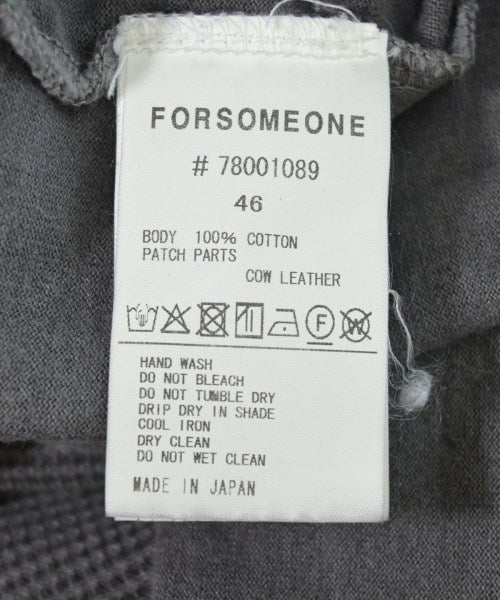 FORSOMEONE
# 78001089
46
BODY 100% COTTON
PATCH PARTS
COW LEATHER
F W
HAND WASH
DO NOT BLEACH
DO NOT TUMBLE DRY
DRIP DRY IN SHADE
COOL IRON
DRY CLEAN
DO NOT WET CLEAN
MADE IN JAPAN